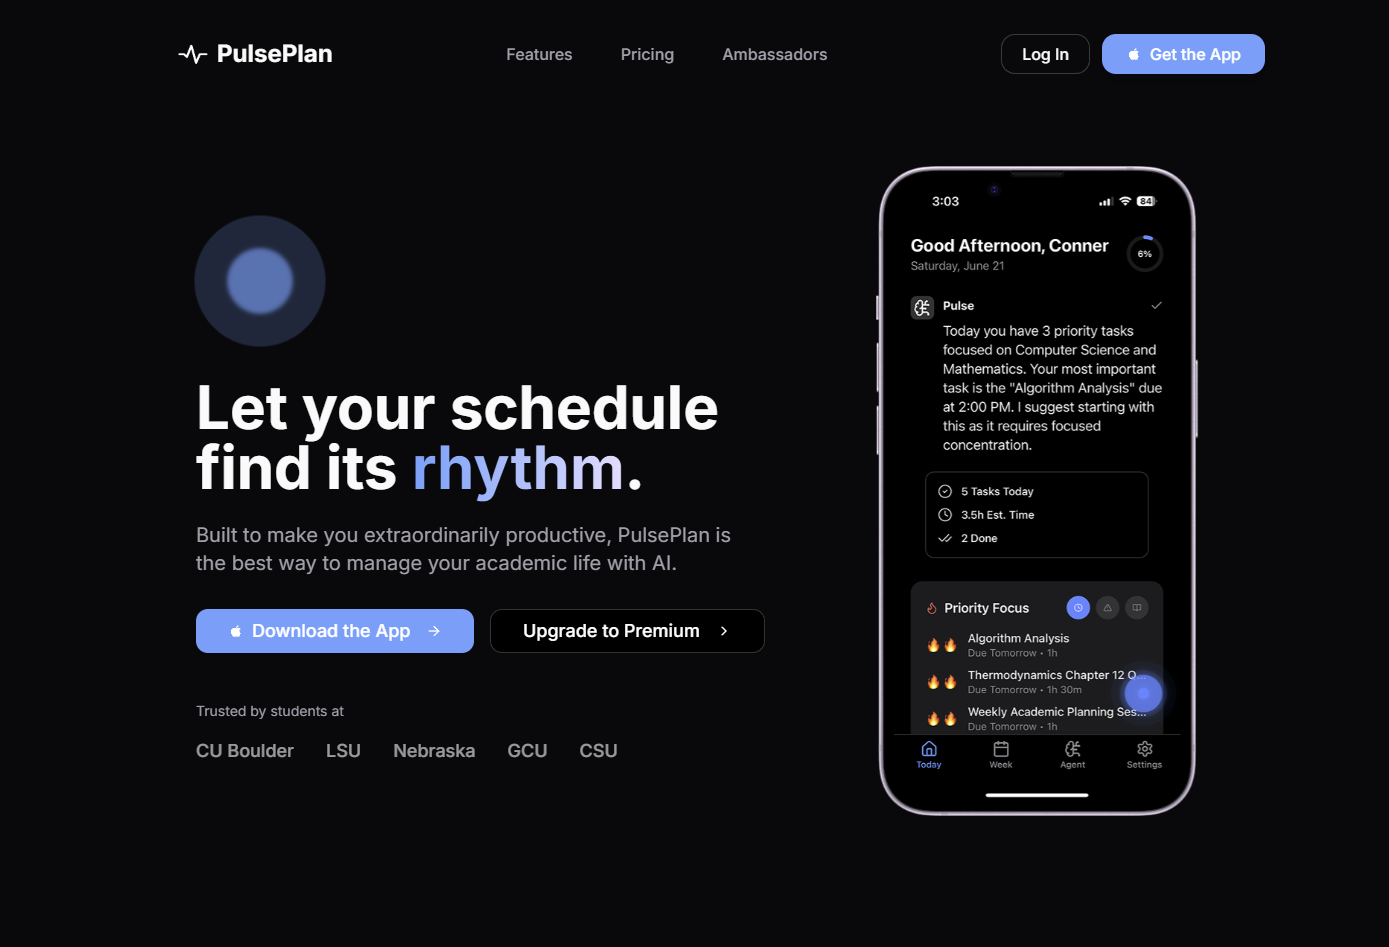 PulsePlan
Features
Pricing
Ambassadors
Log In
Get the App
Let your schedule
find its rhythm.
Built to make you extraordinarily productive, PulsePlan is
the best way to manage your academic life with AI.
Download the App
Upgrade to Premium
Trusted by students at
CU Boulder
LSU
Nebraska
GCU
CSU
3:03
84
Good Afternoon, Conner
Saturday, June 21
6%
Pulse
Today you have 3 priority tasks
focused on Computer Science and
Mathematics. Your most important
task is the "Algorithm Analysis" due
at 2:00 PM. I suggest starting with
this as it requires focused
concentration.
5 Tasks Today
3.5h Est. Time
2 Done
Priority Focus
Algorithm Analysis
Due Tomorrow • 1h
Thermodynamics Chapter 12 Q...
Due Tomorrow • 1h 30m
Weekly Academic Planning Ses...
Due Tomorrow • 1h
Today
Week
Agent
Settings